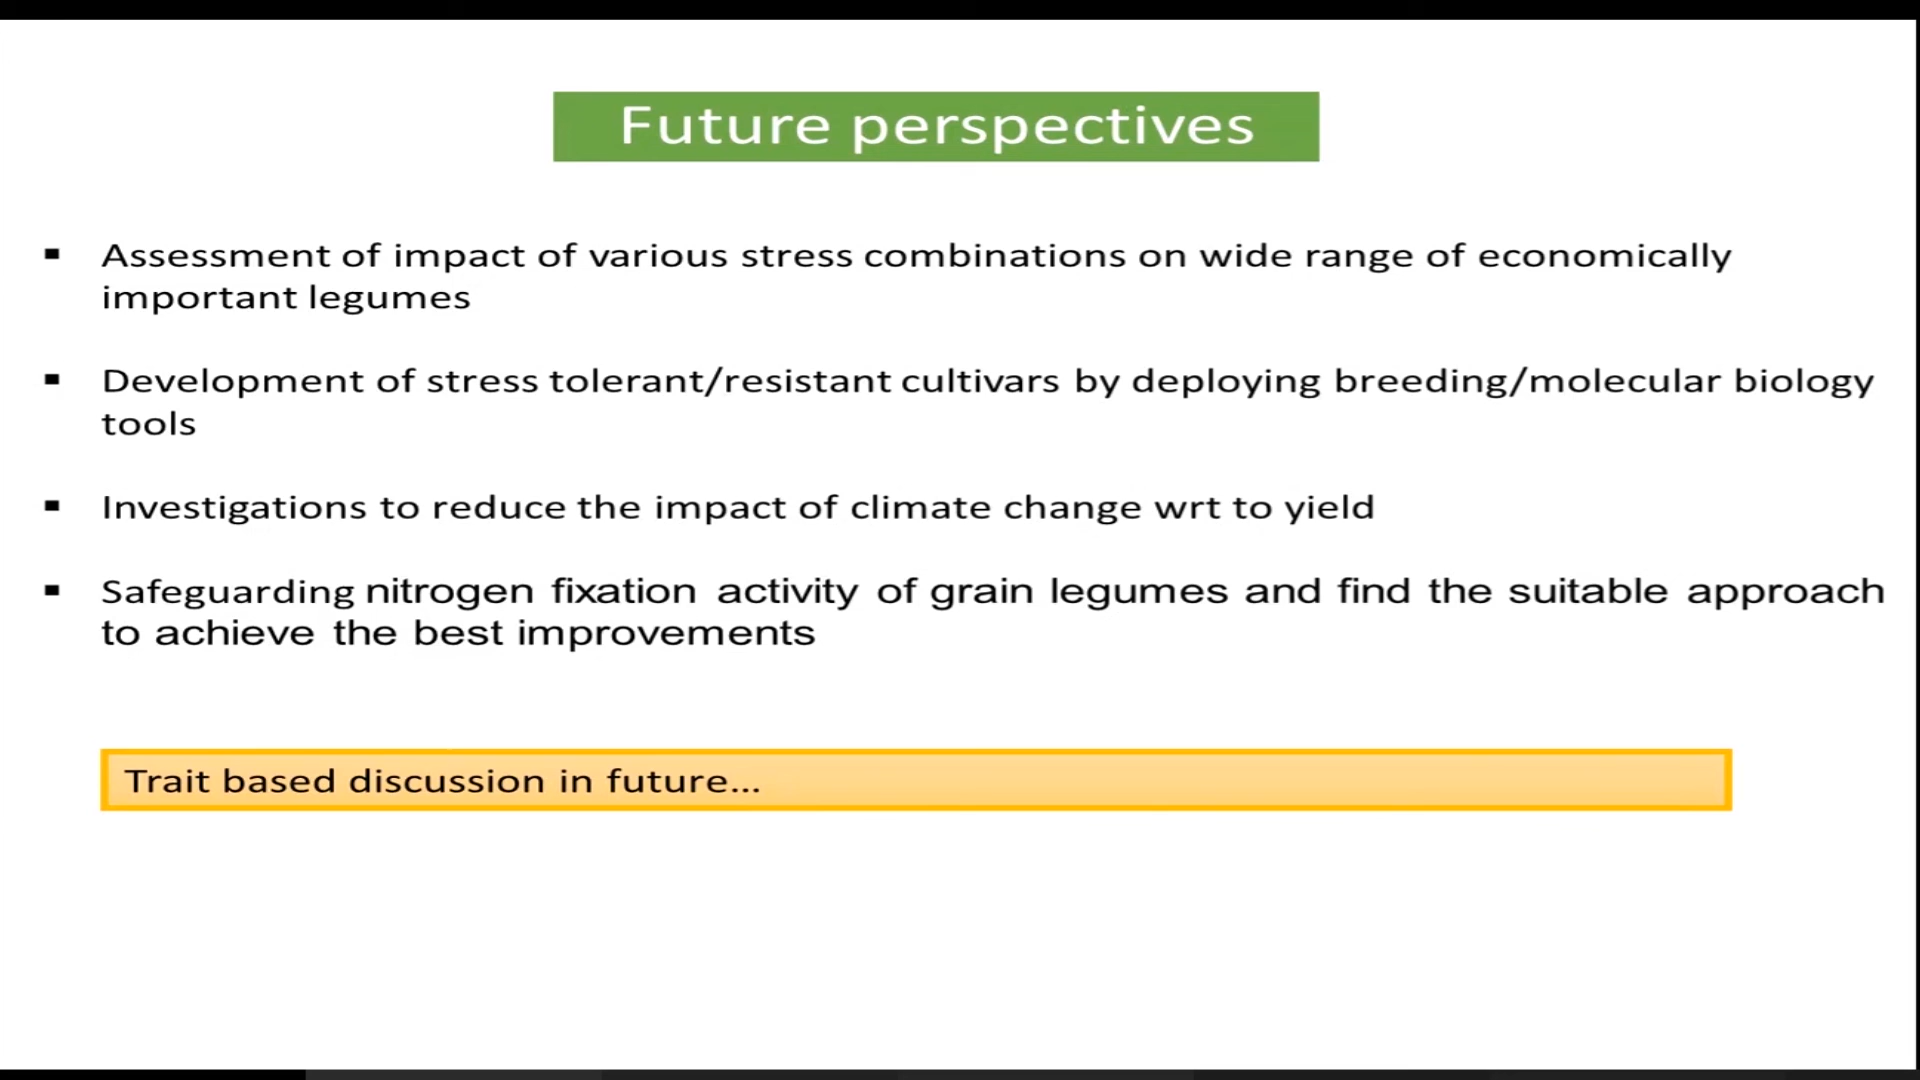 Future perspectives
▪ Assessment of impact of various stress combinations on wide range of economically
important legumes
▪ Development of stress tolerant/resistant cultivars by deploying breeding/molecular biology
tools
▪ Investigations to reduce the impact of climate change wrt to yield
▪ Safeguarding nitrogen fixation activity of grain legumes and find the suitable approach
to achieve the best improvements
Trait based discussion in future...